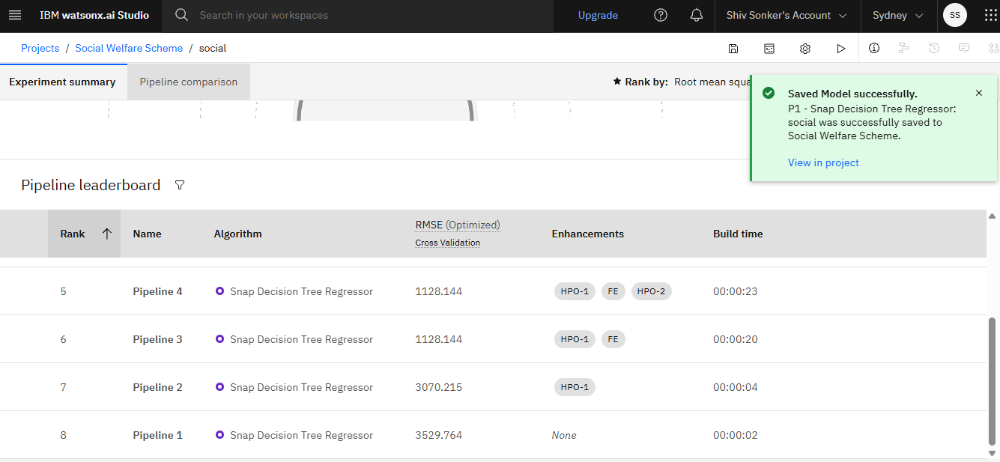 IBM watsonx.ai Studio
Search in your workspaces
Upgrade
Shiv Sonker's Account
Sydney
SS
Projects / Social Welfare Scheme / social
Experiment summary
Pipeline comparison
Rank by: Root mean squa
Saved Model successfully.
P1 - Snap Decision Tree Regressor:
social was successfully saved to
Social Welfare Scheme.
View in project
Pipeline leaderboard
Rank Name Algorithm RMSE (Optimized) Enhancements Build time
Cross Validation
5 Pipeline 4 Snap Decision Tree Regressor 1128.144 HPO-1 FE HPO-2 00:00:23
6 Pipeline 3 Snap Decision Tree Regressor 1128.144 HPO-1 FE 00:00:20
7 Pipeline 2 Snap Decision Tree Regressor 3070.215 HPO-1 00:00:04
8 Pipeline 1 Snap Decision Tree Regressor 3529.764 None 00:00:02